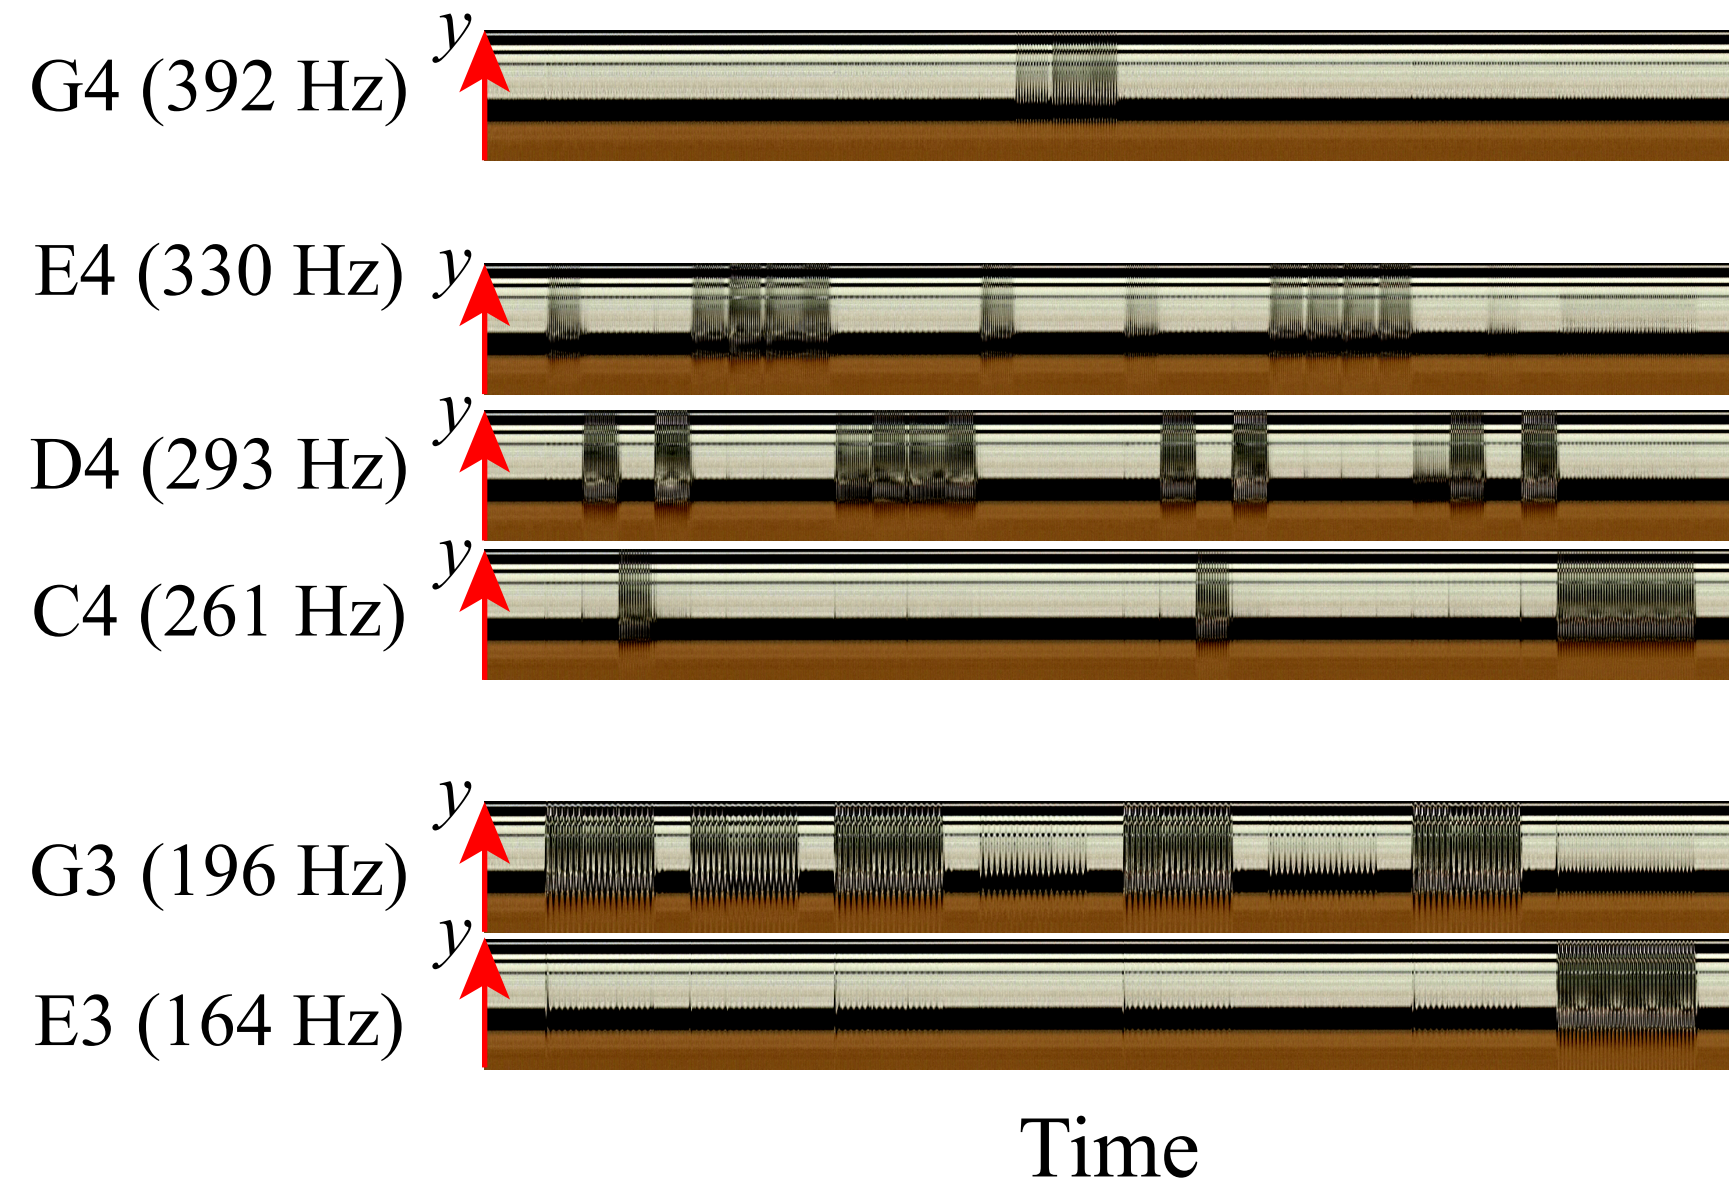 y
G4 (392 Hz)
y
E4 (330 Hz)
y
D4 (293 Hz)
y
C4 (261 Hz)
y
G3 (196 Hz)
y
E3 (164 Hz)
Time